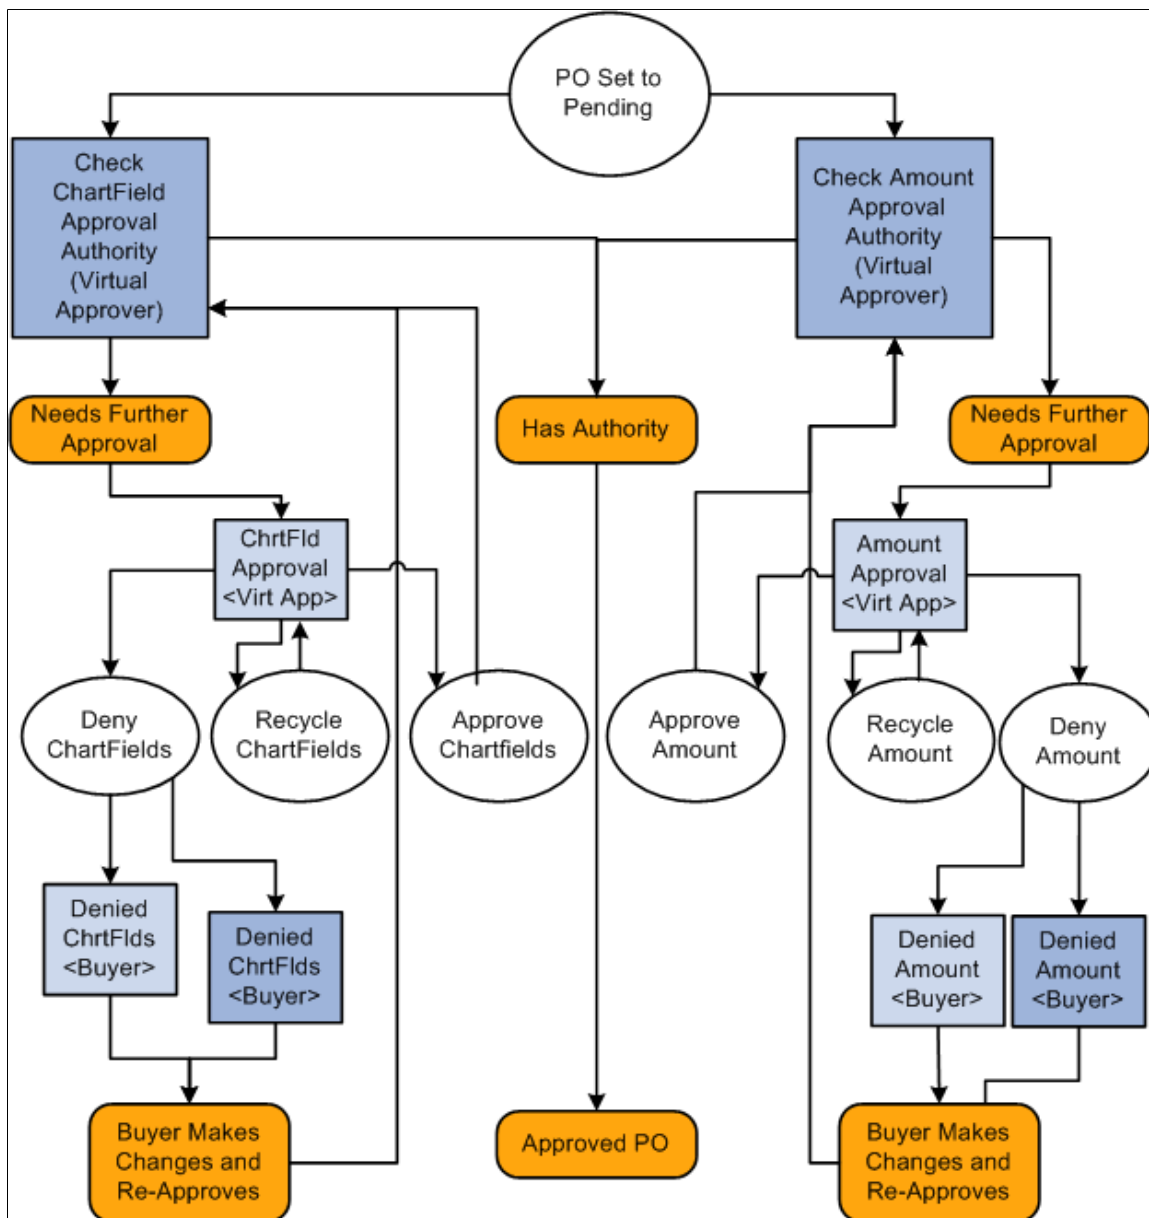 PO Set to
Pending
Check
ChartField
Approval
Authority
(Virtual
Approver)
Check Amount
Approval
Authority
(Virtual
Approver)
Needs Further
Approval
Has Authority
Needs Further
Approval
ChrtFld
Approval
<Virt App>
Amount
Approval
<Virt App>
Deny
ChartFields
Recycle
ChartFields
Approve
Chartfields
Approve
Amount
Recycle
Amount
Deny
Amount
Denied
ChrtFlds
<Buyer>
Denied
ChrtFlds
<Buyer>
Denied
Amount
<Buyer>
Denied
Amount
<Buyer>
Buyer Makes
Changes and
Re-Approves
Approved PO
Buyer Makes
Changes and
Re-Approves